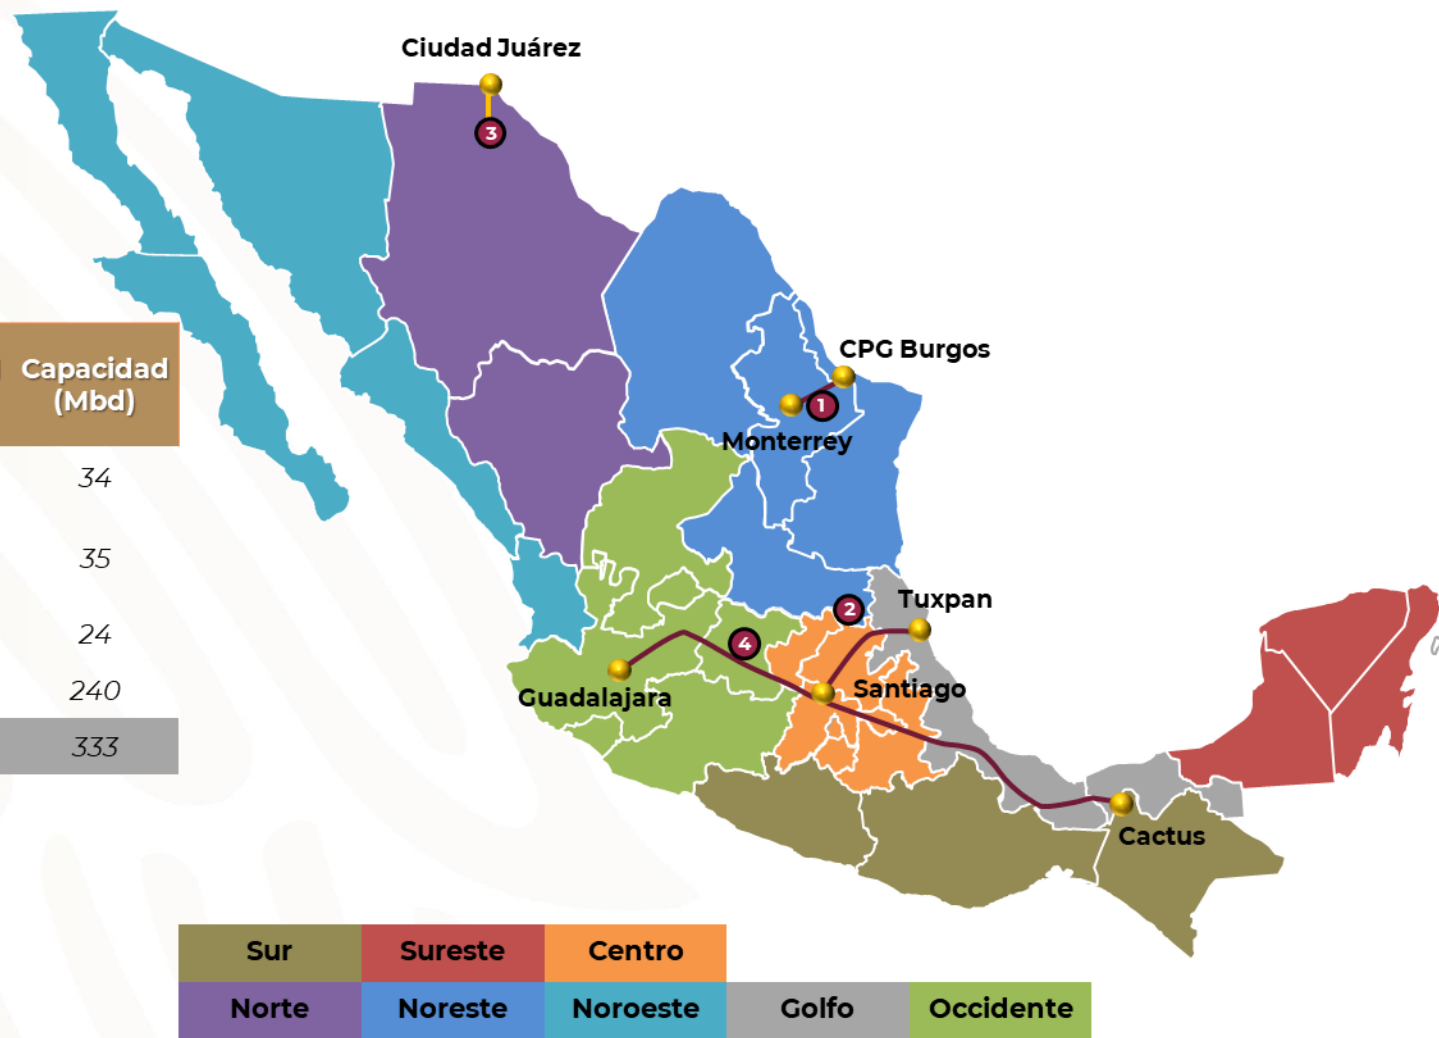 Ciudad Juárez
3
CPG Burgos
1
Monterrey
Capacidad
(Mbd)
34
35
24
240
333
2
Tuxpan
4
Santiago
Guadalajara
Cactus
Sur
Sureste
Centro
Norte
Noreste
Noroeste
Golfo
Occidente